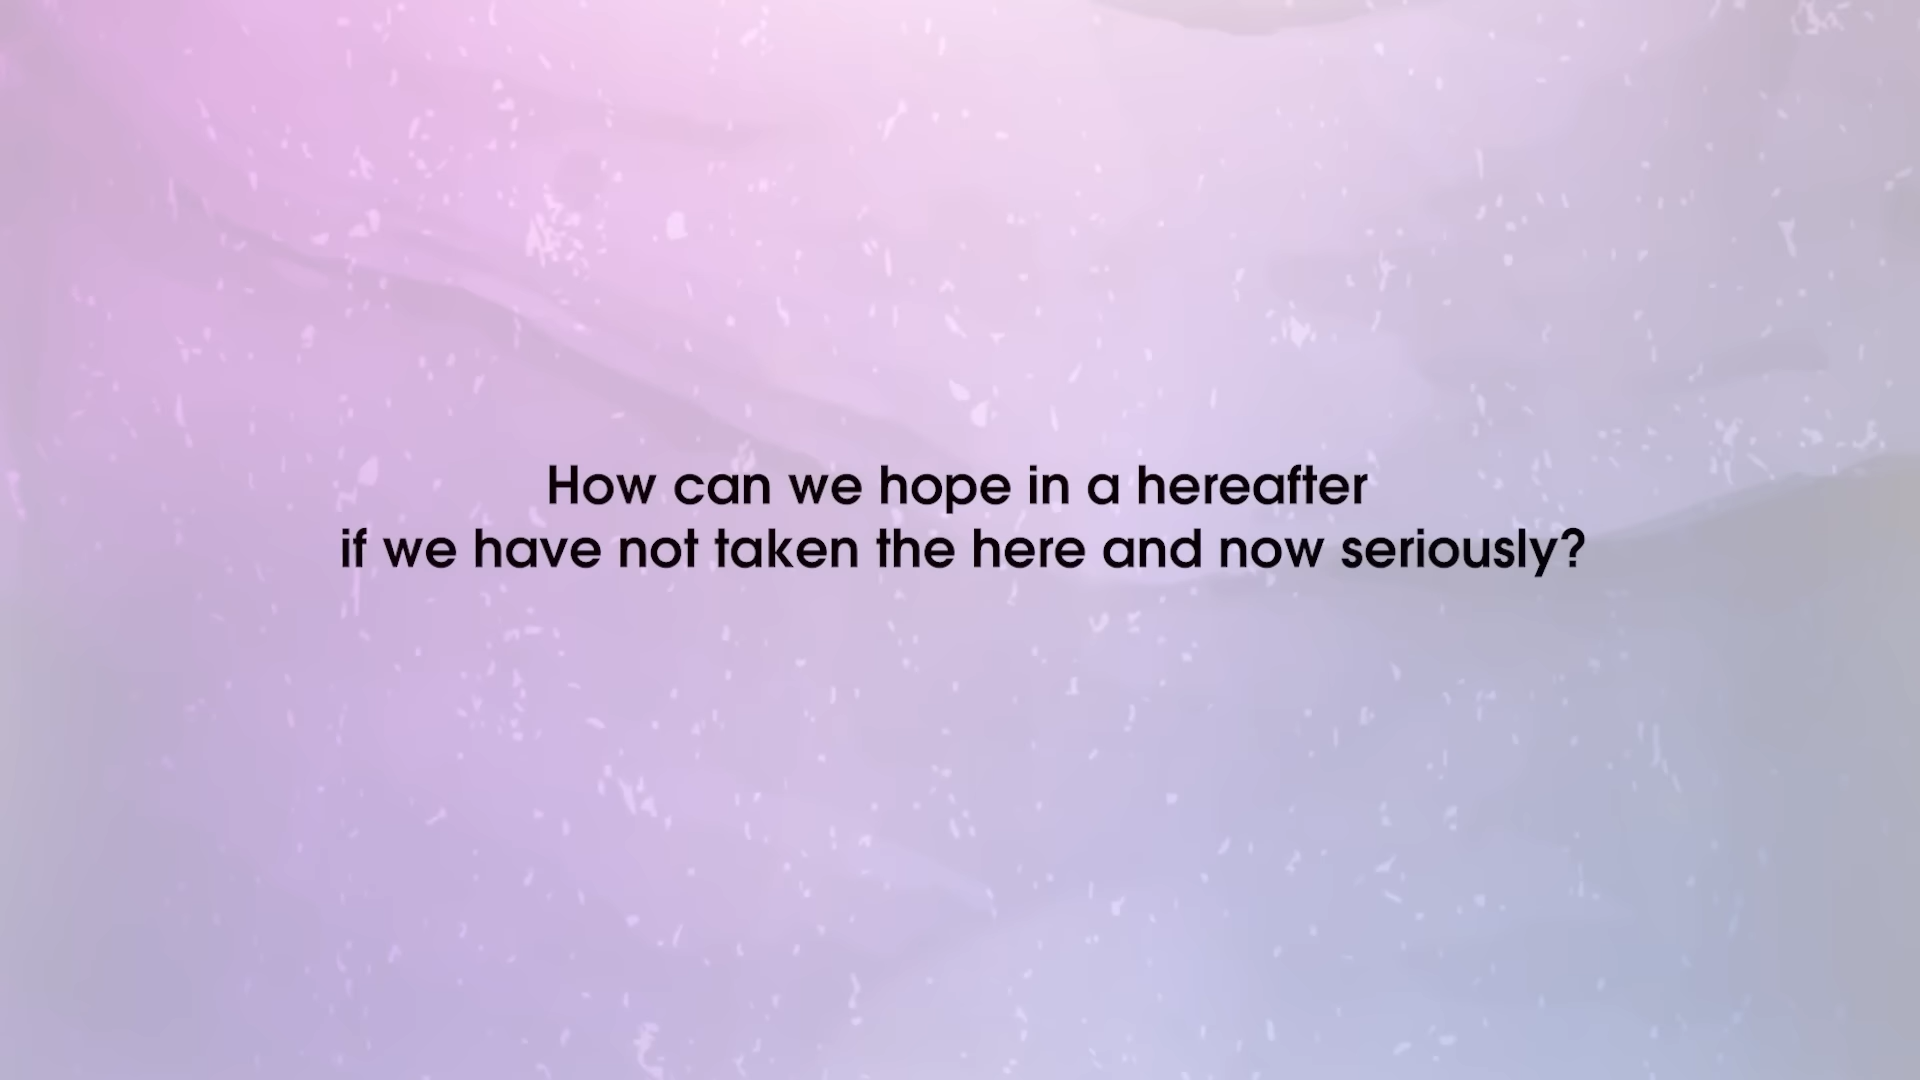 How can we hope in a hereafter
if we have not taken the here and now seriously?